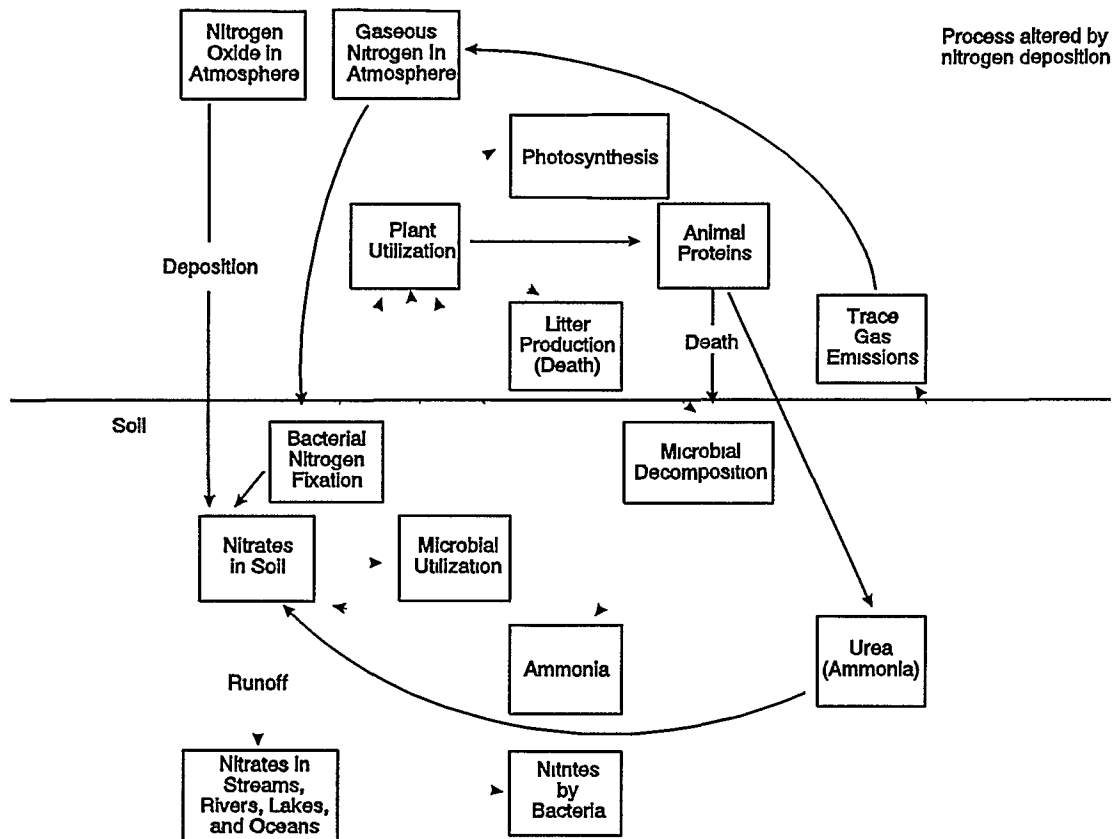 Nitrogen
Oxide in
Atmosphere
Gaseous
Nitrogen in
Atmosphere
Process altered by
nitrogen deposition
Photosynthesis
Plant
Utilization
Animal
Proteins
Deposition
Litter
Production
(Death)
Death
Trace
Gas
Emissions
Soil
Bacterial
Nitrogen
Fixation
Microbial
Decomposition
Nitrates
in Soil
Microbial
Utilization
Ammonia
Urea
(Ammonia)
Runoff
Nitrates in
Streams,
Rivers, Lakes,
and Oceans
Nitrites
by
Bacteria